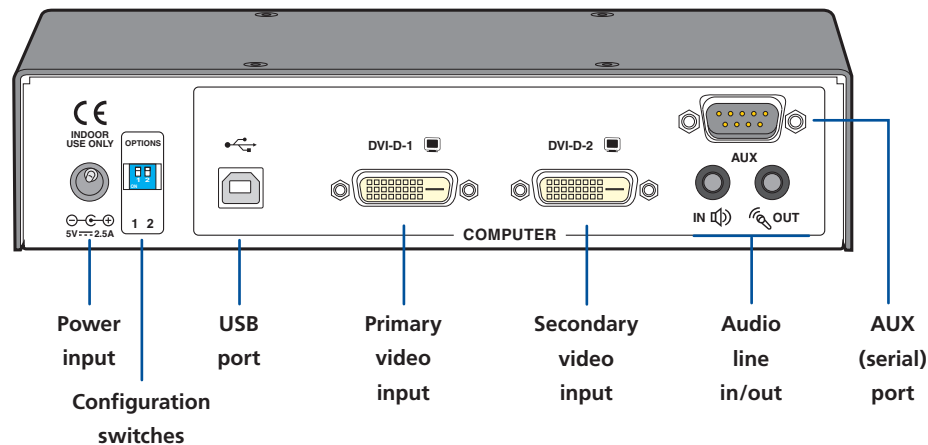 CE
INDOOR
USE ONLY
OPTIONS
1 2
ON
1 2
5V 2.5A
DVI-D-1
DVI-D-2
AUX
IN
OUT
COMPUTER
Power
input
Configuration
switches
USB
port
Primary
video
input
Secondary
video
input
Audio
line
in/out
AUX
(serial)
port